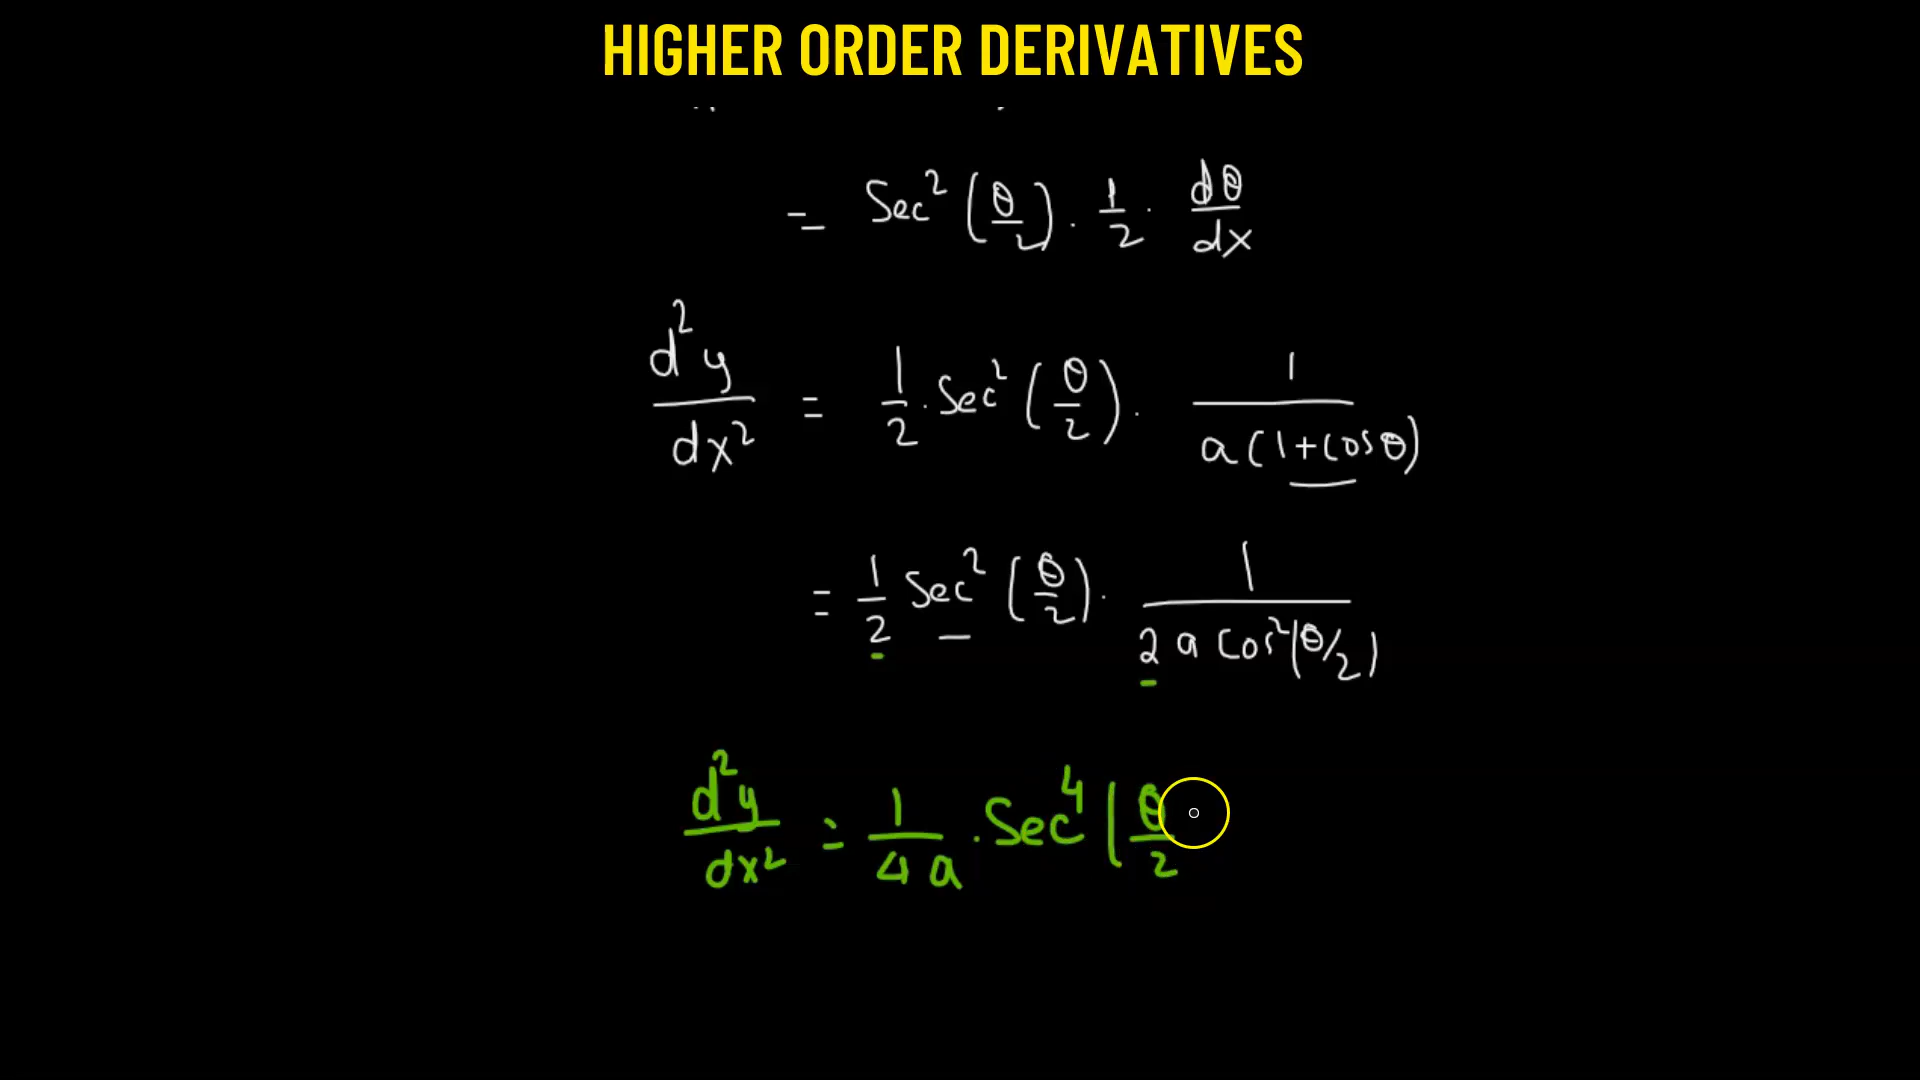 HIGHER ORDER DERIVATIVES
= Sec² (θ/2) · 1/2 · dθ/dx
d²y/dx² = 1/2 · Sec² (θ/2) · 1/a(1+cosθ)
= 1/2 Sec² (θ/2) · 1/2 a Cos²(θ/2)
d²y/dx² = 1/4a · Sec⁴ (θ/2